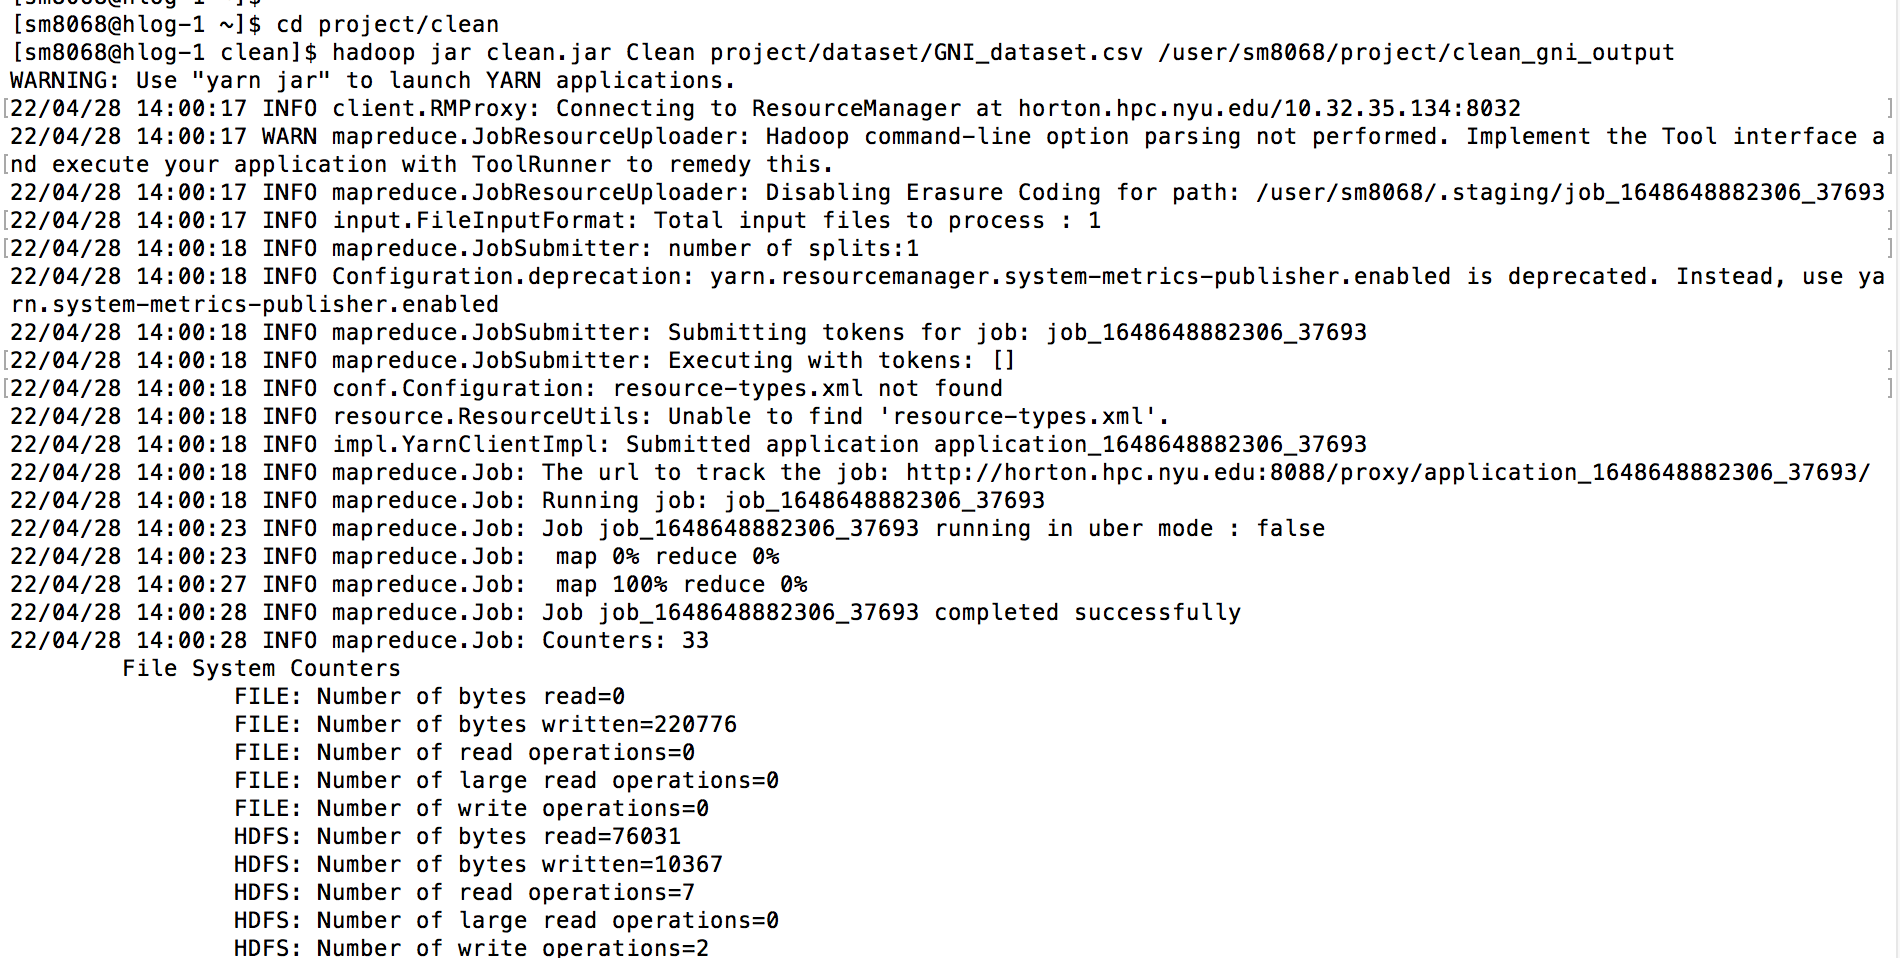 [sm8068@hlog-1 ~]$
[sm8068@hlog-1 ~]$ cd project/clean
[sm8068@hlog-1 clean]$ hadoop jar clean.jar Clean project/dataset/GNI_dataset.csv /user/sm8068/project/clean_gni_output
WARNING: Use "yarn jar" to launch YARN applications.
[22/04/28 14:00:17 INFO client.RMProxy: Connecting to ResourceManager at horton.hpc.nyu.edu/10.32.35.134:8032 ]
22/04/28 14:00:17 WARN mapreduce.JobResourceUploader: Hadoop command-line option parsing not performed. Implement the Tool interface a
[nd execute your application with ToolRunner to remedy this. ]
22/04/28 14:00:17 INFO mapreduce.JobResourceUploader: Disabling Erasure Coding for path: /user/sm8068/.staging/job_1648648882306_37693
[22/04/28 14:00:17 INFO input.FileInputFormat: Total input files to process : 1 ]
[22/04/28 14:00:18 INFO mapreduce.JobSubmitter: number of splits:1 ]
22/04/28 14:00:18 INFO Configuration.deprecation: yarn.resourcemanager.system-metrics-publisher.enabled is deprecated. Instead, use ya
rn.system-metrics-publisher.enabled
22/04/28 14:00:18 INFO mapreduce.JobSubmitter: Submitting tokens for job: job_1648648882306_37693
[22/04/28 14:00:18 INFO mapreduce.JobSubmitter: Executing with tokens: [] ]
[22/04/28 14:00:18 INFO conf.Configuration: resource-types.xml not found ]
22/04/28 14:00:18 INFO resource.ResourceUtils: Unable to find 'resource-types.xml'.
22/04/28 14:00:18 INFO impl.YarnClientImpl: Submitted application application_1648648882306_37693
22/04/28 14:00:18 INFO mapreduce.Job: The url to track the job: http://horton.hpc.nyu.edu:8088/proxy/application_1648648882306_37693/
22/04/28 14:00:18 INFO mapreduce.Job: Running job: job_1648648882306_37693
22/04/28 14:00:23 INFO mapreduce.Job: Job job_1648648882306_37693 running in uber mode : false
22/04/28 14:00:23 INFO mapreduce.Job:  map 0% reduce 0%
22/04/28 14:00:27 INFO mapreduce.Job:  map 100% reduce 0%
22/04/28 14:00:28 INFO mapreduce.Job: Job job_1648648882306_37693 completed successfully
22/04/28 14:00:28 INFO mapreduce.Job: Counters: 33
File System Counters
FILE: Number of bytes read=0
FILE: Number of bytes written=220776
FILE: Number of read operations=0
FILE: Number of large read operations=0
FILE: Number of write operations=0
HDFS: Number of bytes read=76031
HDFS: Number of bytes written=10367
HDFS: Number of read operations=7
HDFS: Number of large read operations=0
HDFS: Number of write operations=2